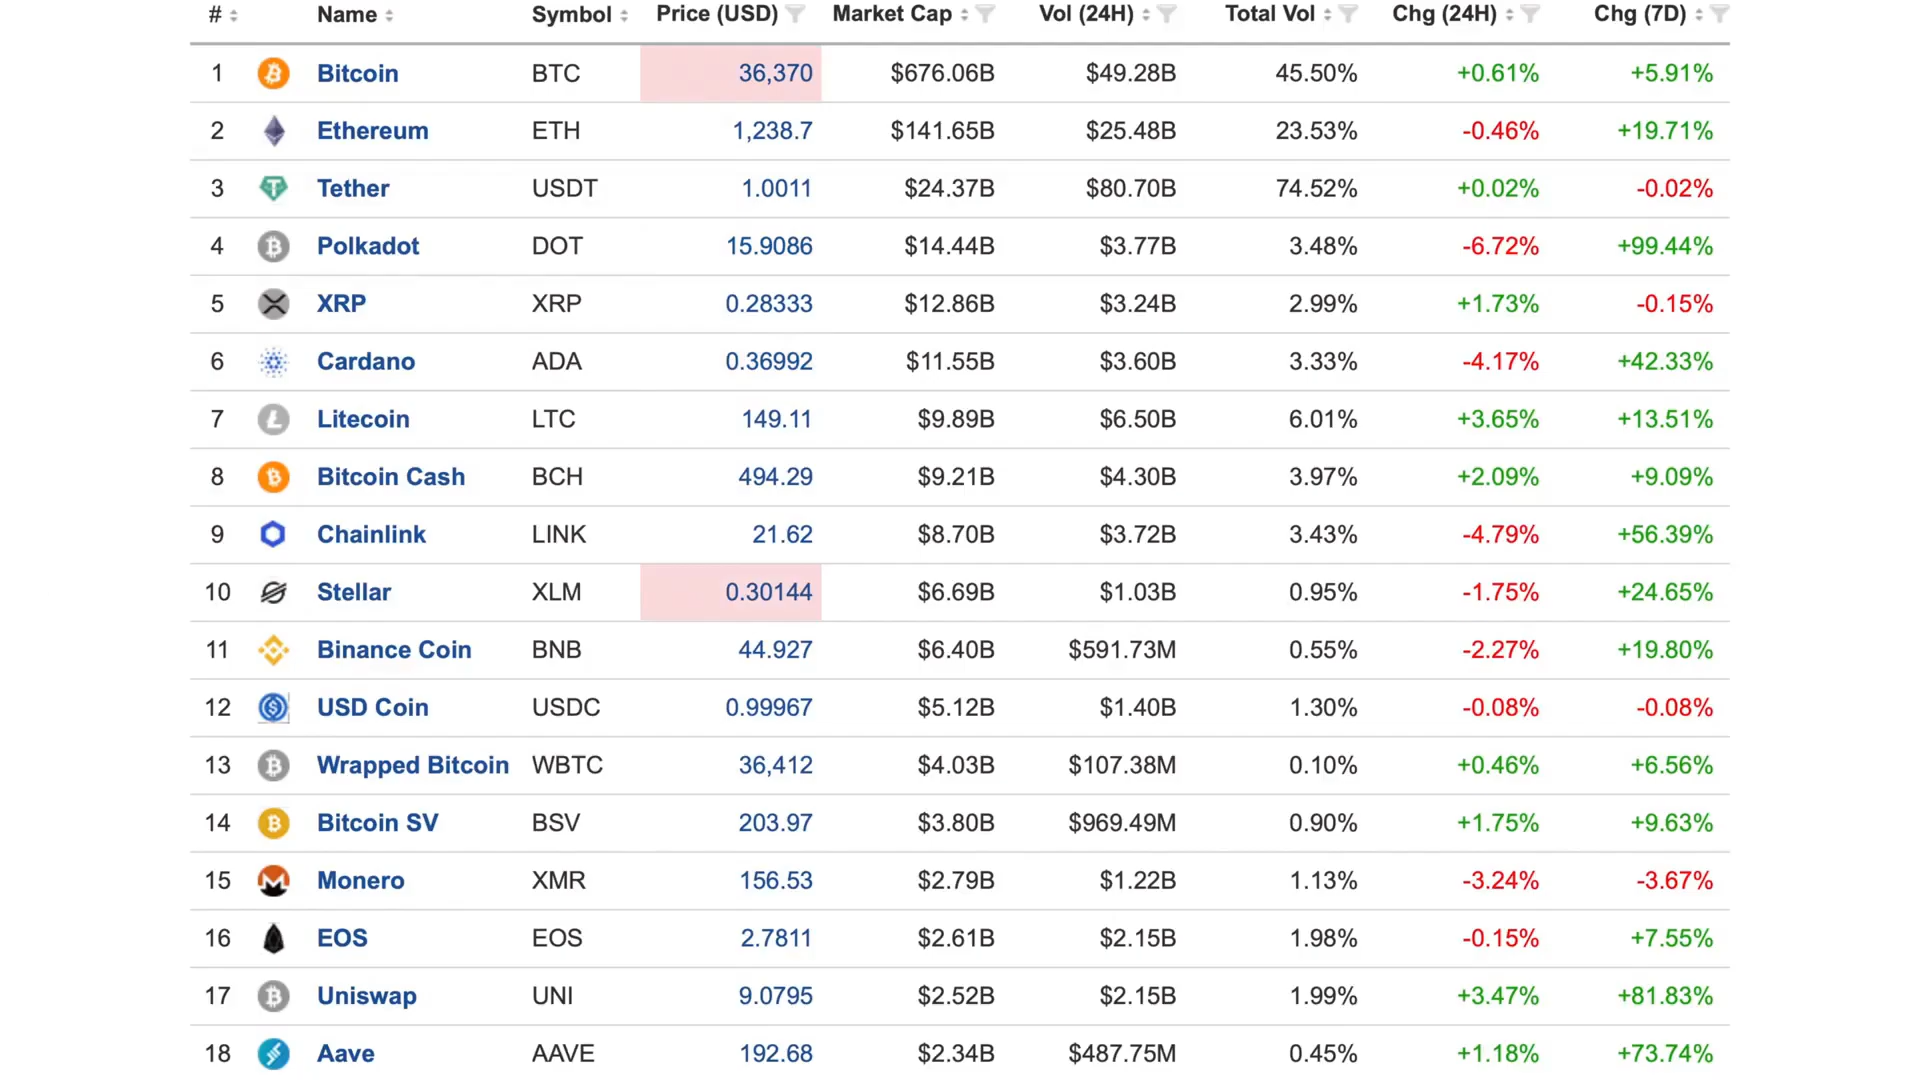 # Name Symbol Price (USD) Market Cap Vol (24H) Total Vol Chg (24H) Chg (7D)
1 Bitcoin BTC 36,370 $676.06B $49.28B 45.50% +0.61% +5.91%
2 Ethereum ETH 1,238.7 $141.65B $25.48B 23.53% -0.46% +19.71%
3 Tether USDT 1.0011 $24.37B $80.70B 74.52% +0.02% -0.02%
4 Polkadot DOT 15.9086 $14.44B $3.77B 3.48% -6.72% +99.44%
5 XRP XRP 0.28333 $12.86B $3.24B 2.99% +1.73% -0.15%
6 Cardano ADA 0.36992 $11.55B $3.60B 3.33% -4.17% +42.33%
7 Litecoin LTC 149.11 $9.89B $6.50B 6.01% +3.65% +13.51%
8 Bitcoin Cash BCH 494.29 $9.21B $4.30B 3.97% +2.09% +9.09%
9 Chainlink LINK 21.62 $8.70B $3.72B 3.43% -4.79% +56.39%
10 Stellar XLM 0.30144 $6.69B $1.03B 0.95% -1.75% +24.65%
11 Binance Coin BNB 44.927 $6.40B $591.73M 0.55% -2.27% +19.80%
12 USD Coin USDC 0.99967 $5.12B $1.40B 1.30% -0.08% -0.08%
13 Wrapped Bitcoin WBTC 36,412 $4.03B $107.38M 0.10% +0.46% +6.56%
14 Bitcoin SV BSV 203.97 $3.80B $969.49M 0.90% +1.75% +9.63%
15 Monero XMR 156.53 $2.79B $1.22B 1.13% -3.24% -3.67%
16 EOS EOS 2.7811 $2.61B $2.15B 1.98% -0.15% +7.55%
17 Uniswap UNI 9.0795 $2.52B $2.15B 1.99% +3.47% +81.83%
18 Aave AAVE 192.68 $2.34B $487.75M 0.45% +1.18% +73.74%